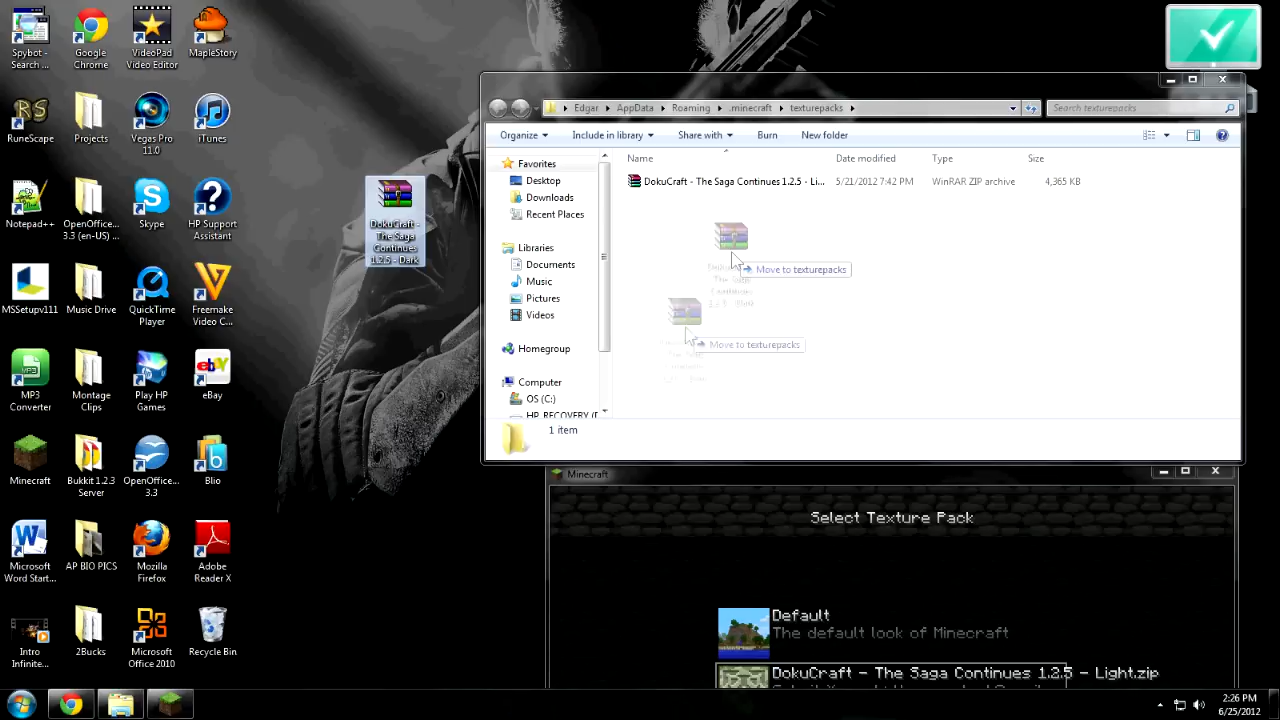 Spybot -
Search ...
Google
Chrome
VideoPad
Video Editor
MapleStory
RuneScape
Projects
Vegas Pro
11.0
iTunes
Notepad++
OpenOffice...
3.3 (en-US) ...
Skype
HP Support
Assistant
MSSetupv111
Music Drive
QuickTime
Player
Freemake
Video C...
MP3
Converter
Montage
Clips
Play HP
Games
eBay
Minecraft
Bukkit 1.2.3
Server
OpenOffice...
3.3
Blio
Microsoft
Word Start...
AP BIO PICS
Mozilla
Firefox
Adobe
Reader X
Intro
Infinite...
2Bucks
Microsoft
Office 2010
Recycle Bin
DokuCraft -
The Saga
Continues
1.2.5 - Dark
Edgar AppData Roaming .minecraft texturepacks
Search texturepacks
Organize Include in library Share with Burn New folder
Favorites
Desktop
Downloads
Recent Places
Libraries
Documents
Music
Pictures
Videos
Homegroup
Computer
OS (C:)
HP_RECOVERY (
Name Date modified Type Size
DokuCraft - The Saga Continues 1.2.5 - Li... 5/21/2012 7:42 PM WinRAR ZIP archive 4,365 KB
Move to texturepacks
Move to texturepacks
1 item
Minecraft
Select Texture Pack
Default
The default look of Minecraft
DokuCraft - The Saga Continues 1.2.5 - Light.zip
2:26 PM
6/25/2012